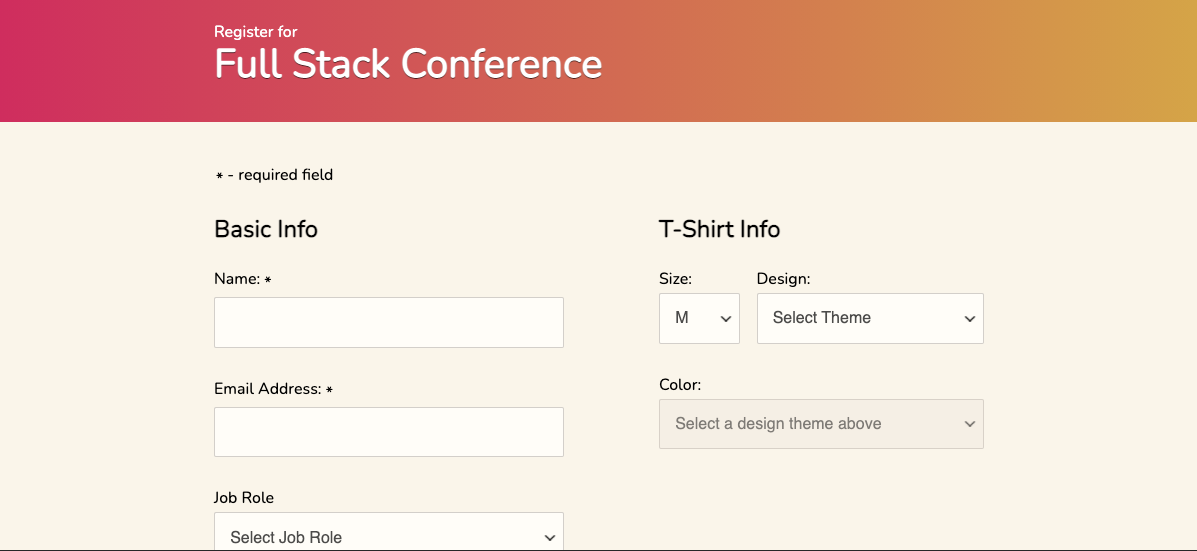 Register for
Full Stack Conference
* - required field
Basic Info
Name: *
Email Address: *
Job Role
Select Job Role
T-Shirt Info
Size:
Design:
M
Select Theme
Color:
Select a design theme above